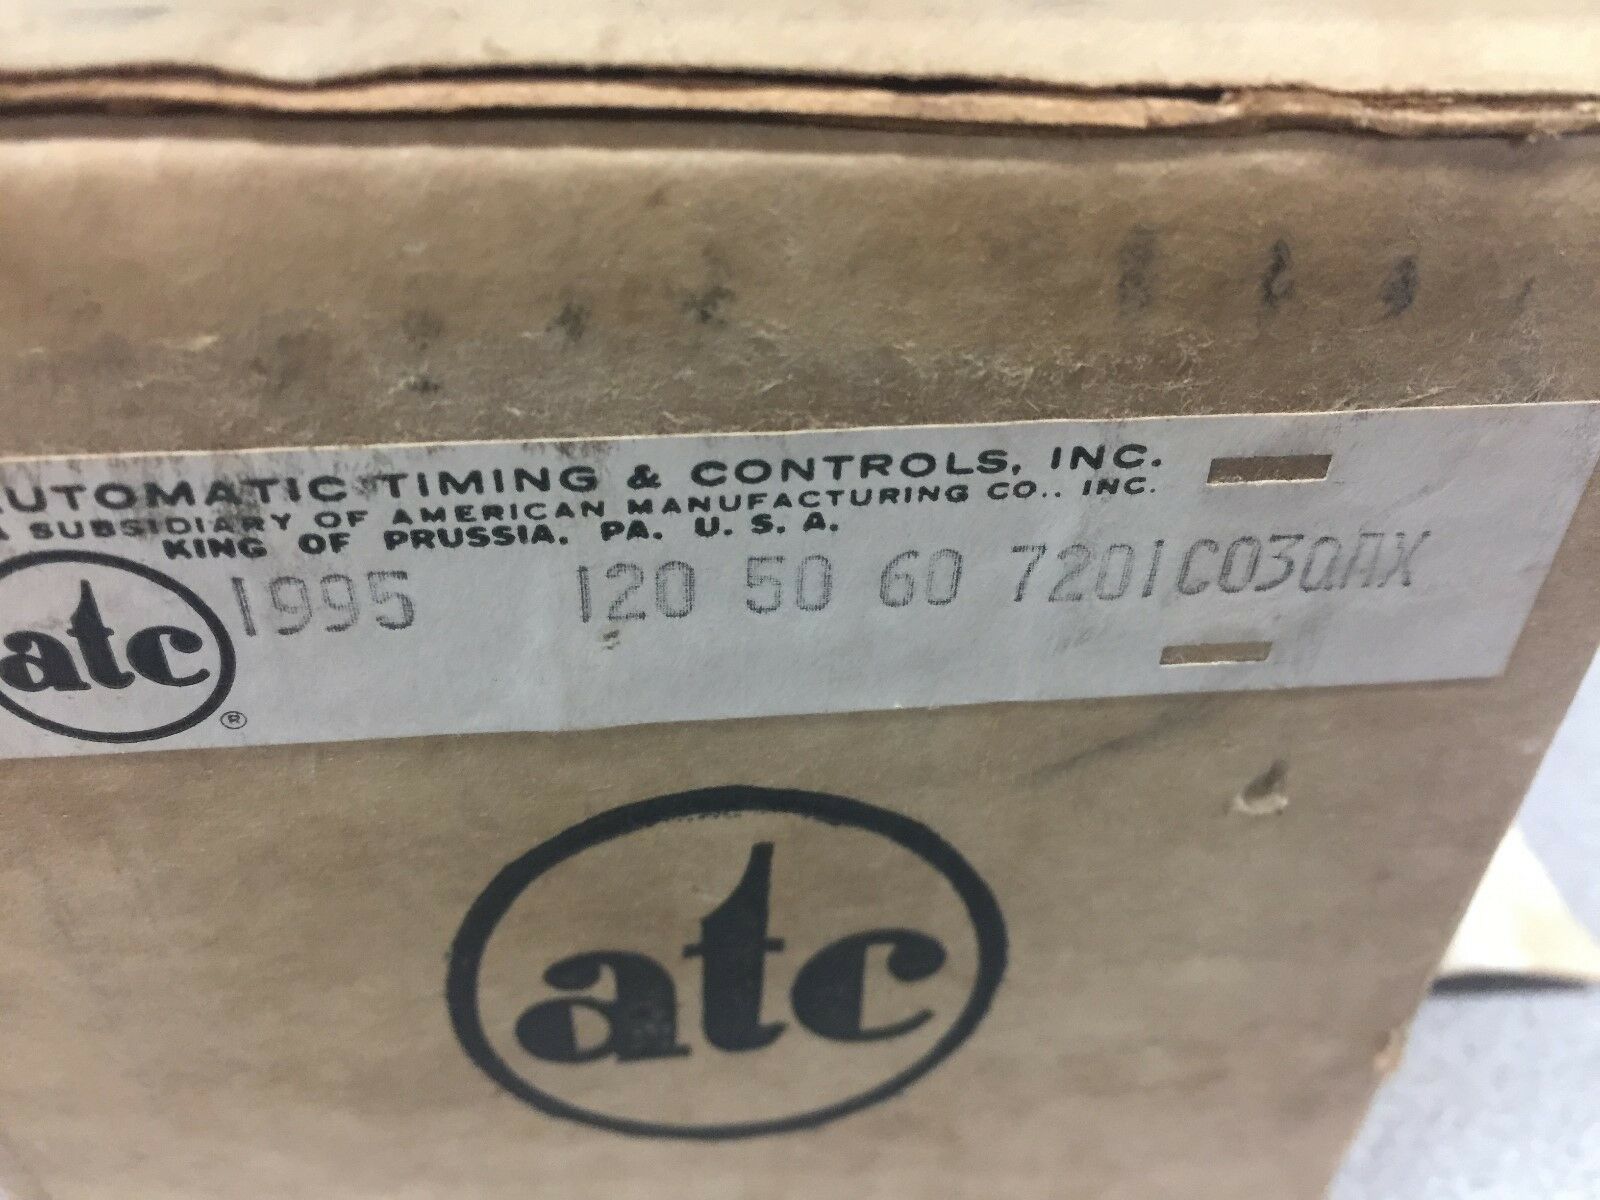 AUTOMATIC TIMING & CONTROLS, INC.
A SUBSIDIARY OF AMERICAN MANUFACTURING CO., INC.
KING OF PRUSSIA, PA. U. S. A.
atc ®
1995 120 50 60 7201C030AX
atc